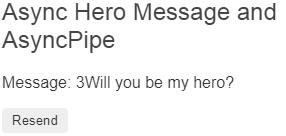 Async Hero Message and
AsyncPipe
Message: 3Will you be my hero?
Resend